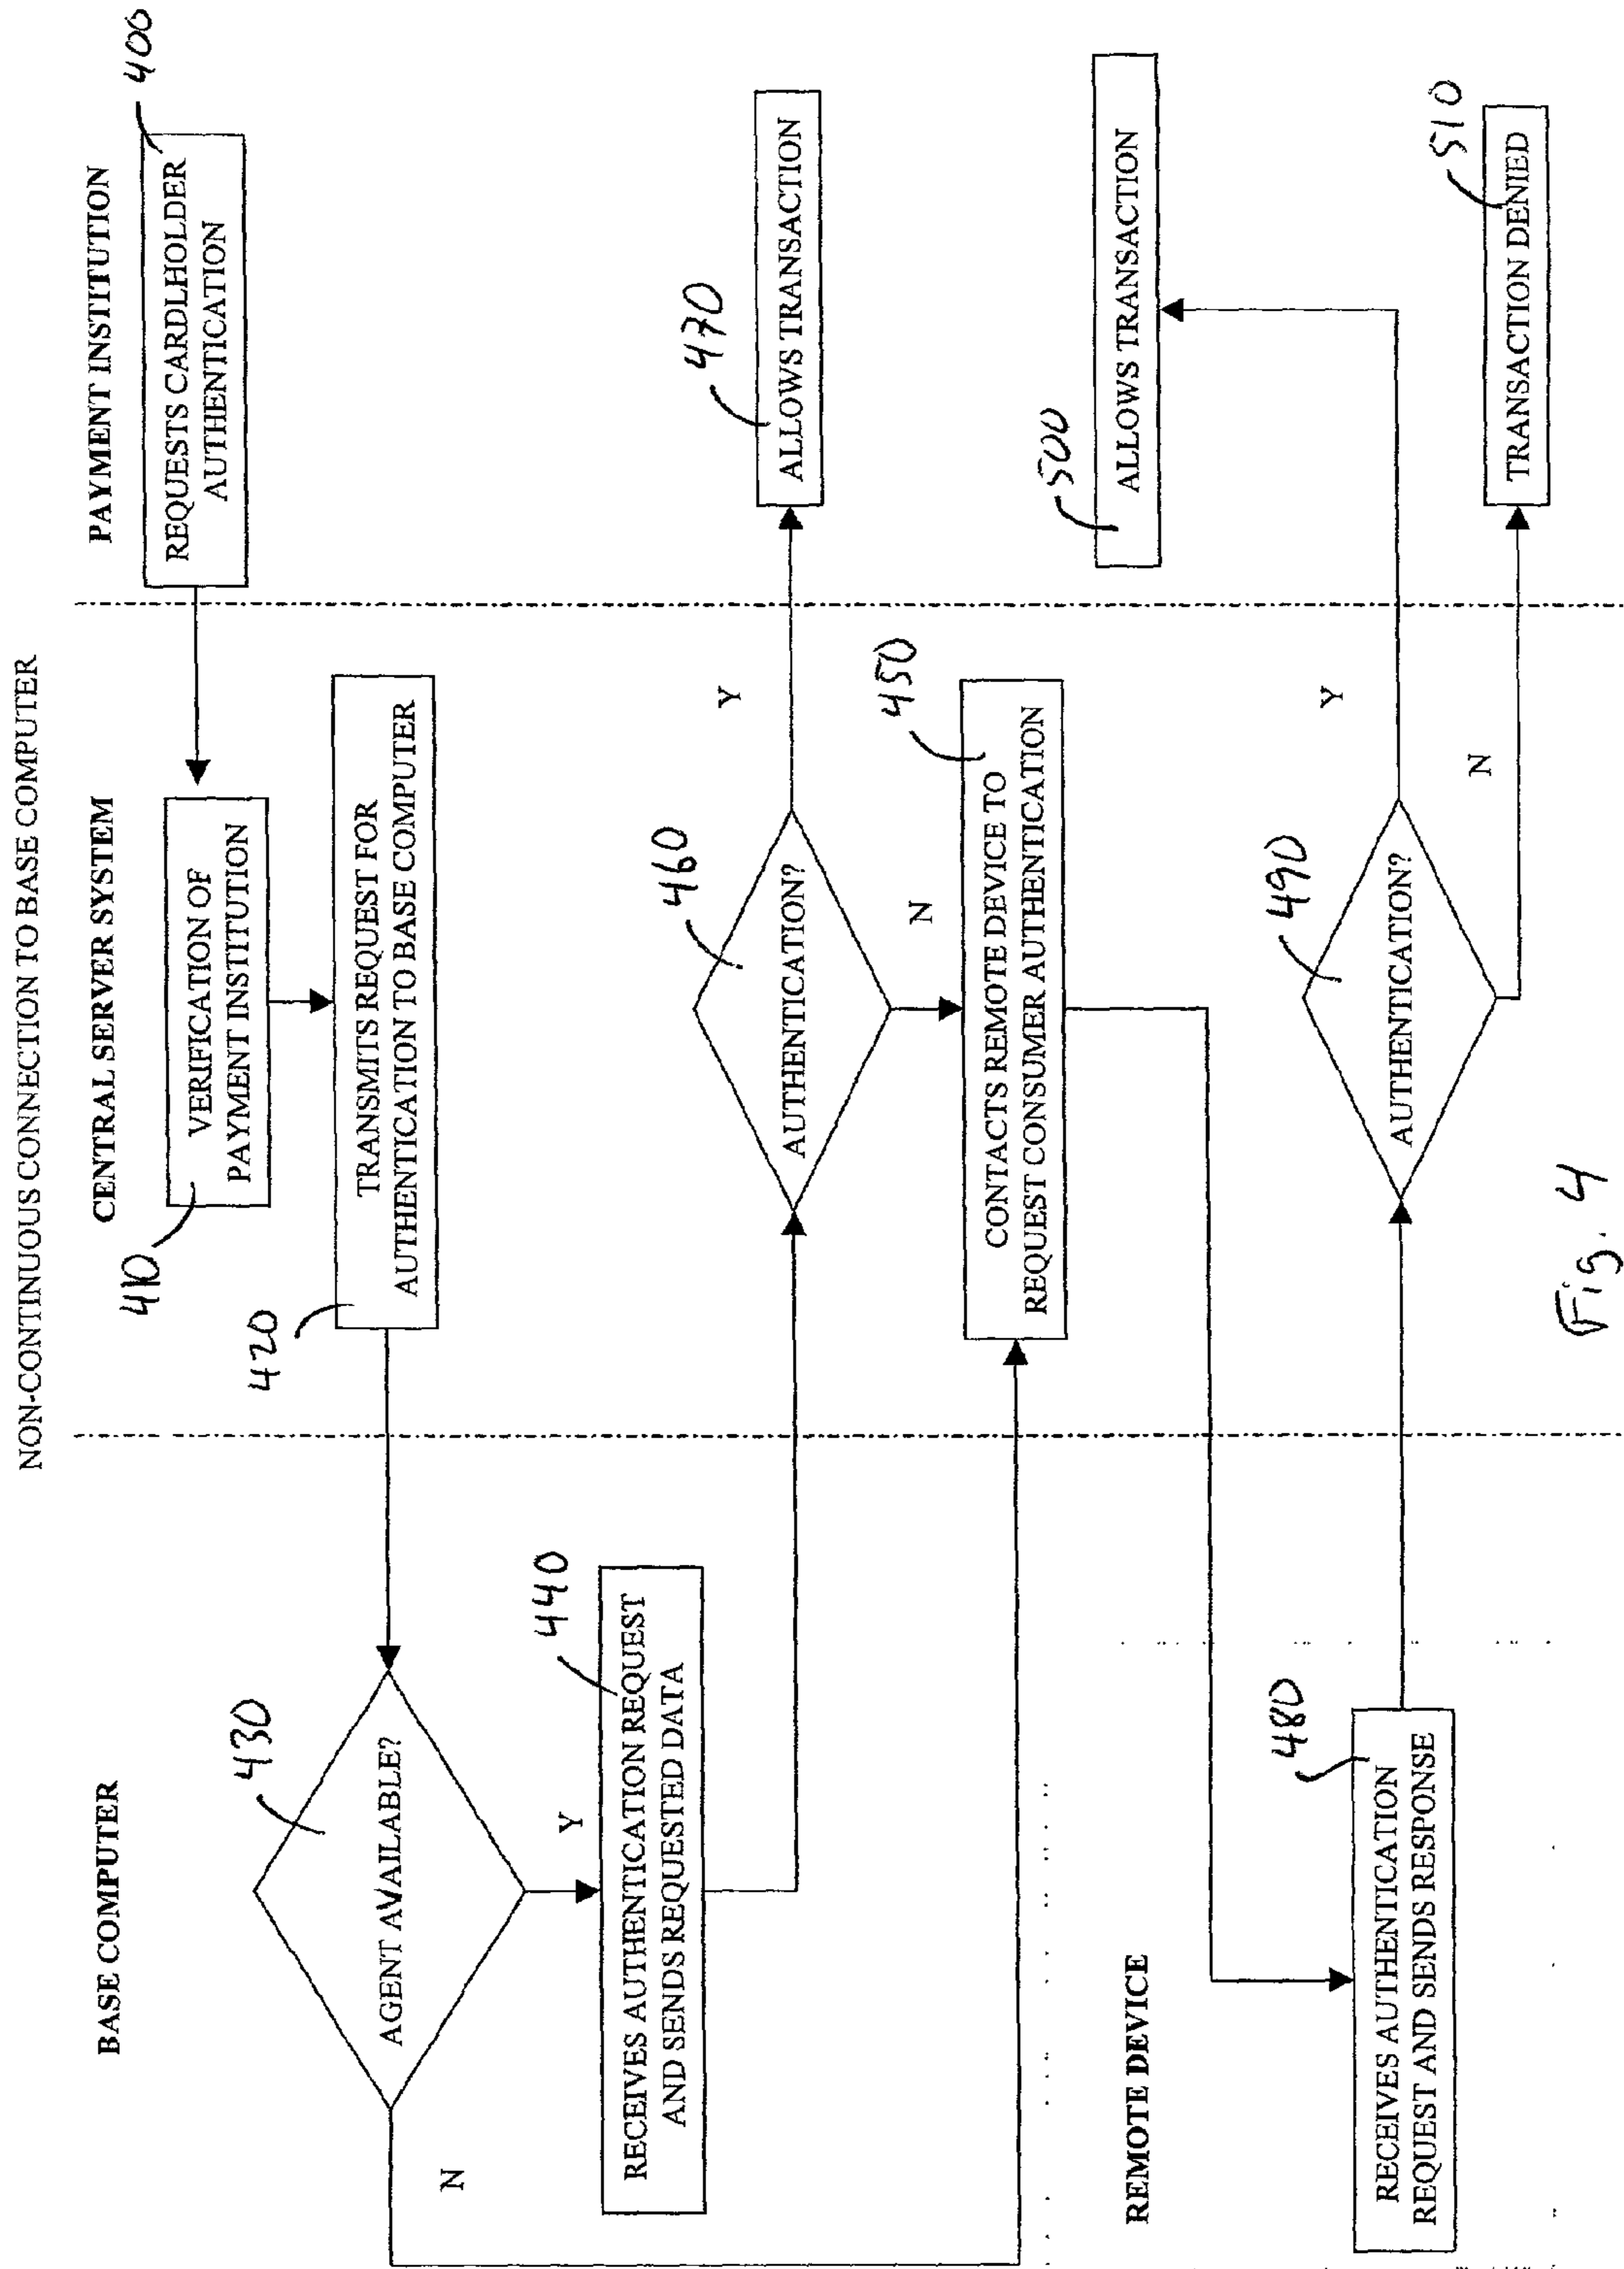 NON-CONTINUOUS CONNECTION TO BASE COMPUTER
BASE COMPUTER
CENTRAL SERVER SYSTEM
PAYMENT INSTITUTION
400
REQUESTS CARDLHOLDER
AUTHENTICATION
410
VERIFICATION OF
PAYMENT INSTITUTION
420
TRANSMITS REQUEST FOR
AUTHENTICATION TO BASE COMPUTER
430
AGENT AVAILABLE?
N
Y
440
RECEIVES AUTHENTICATION REQUEST
AND SENDS REQUESTED DATA
460
AUTHENTICATION?
Y
N
470
ALLOWS TRANSACTION
450
CONTACTS REMOTE DEVICE TO
REQUEST CONSUMER AUTHENTICATION
REMOTE DEVICE
480
RECEIVES AUTHENTICATION
REQUEST AND SENDS RESPONSE
490
AUTHENTICATION?
Y
N
500
ALLOWS TRANSACTION
510
TRANSACTION DENIED
Fig. 4